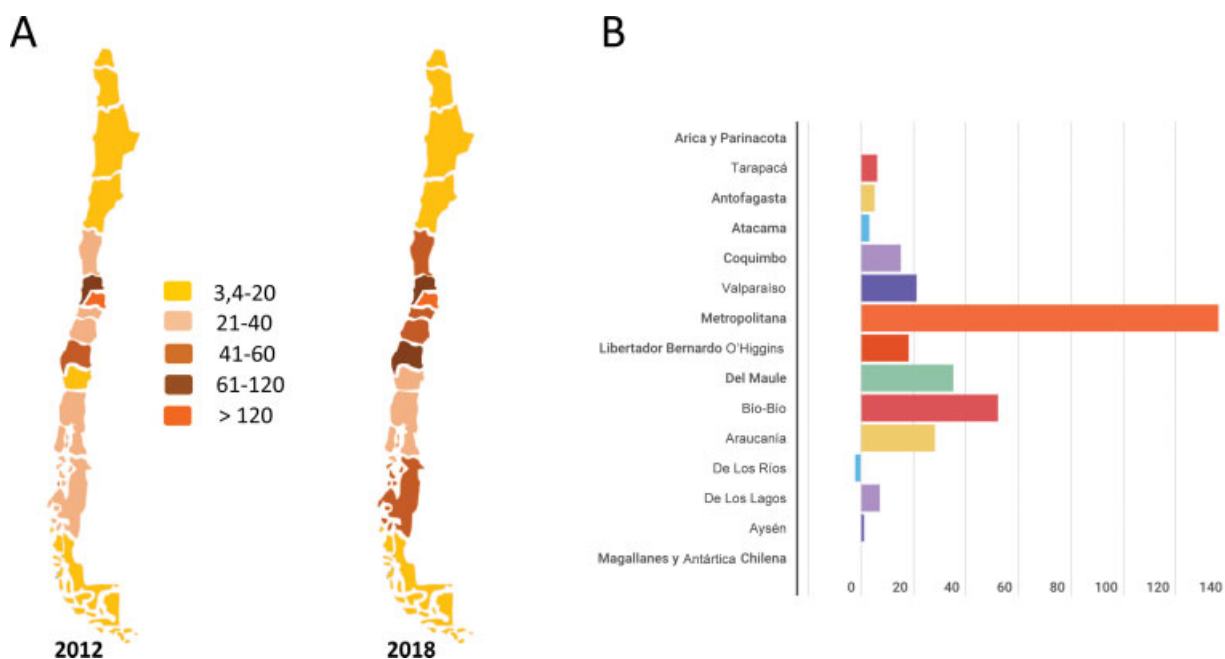 A
3,4-20
21-40
41-60
61-120
> 120
2012
2018
B
Arica y Parinacota
Tarapacá
Antofagasta
Atacama
Coquimbo
Valparaíso
Metropolitana
Libertador Bernardo O'Higgins
Del Maule
Bío-Bío
Araucanía
De Los Ríos
De Los Lagos
Aysén
Magallanes y Antártica Chilena
0 20 40 60 80 100 120 140